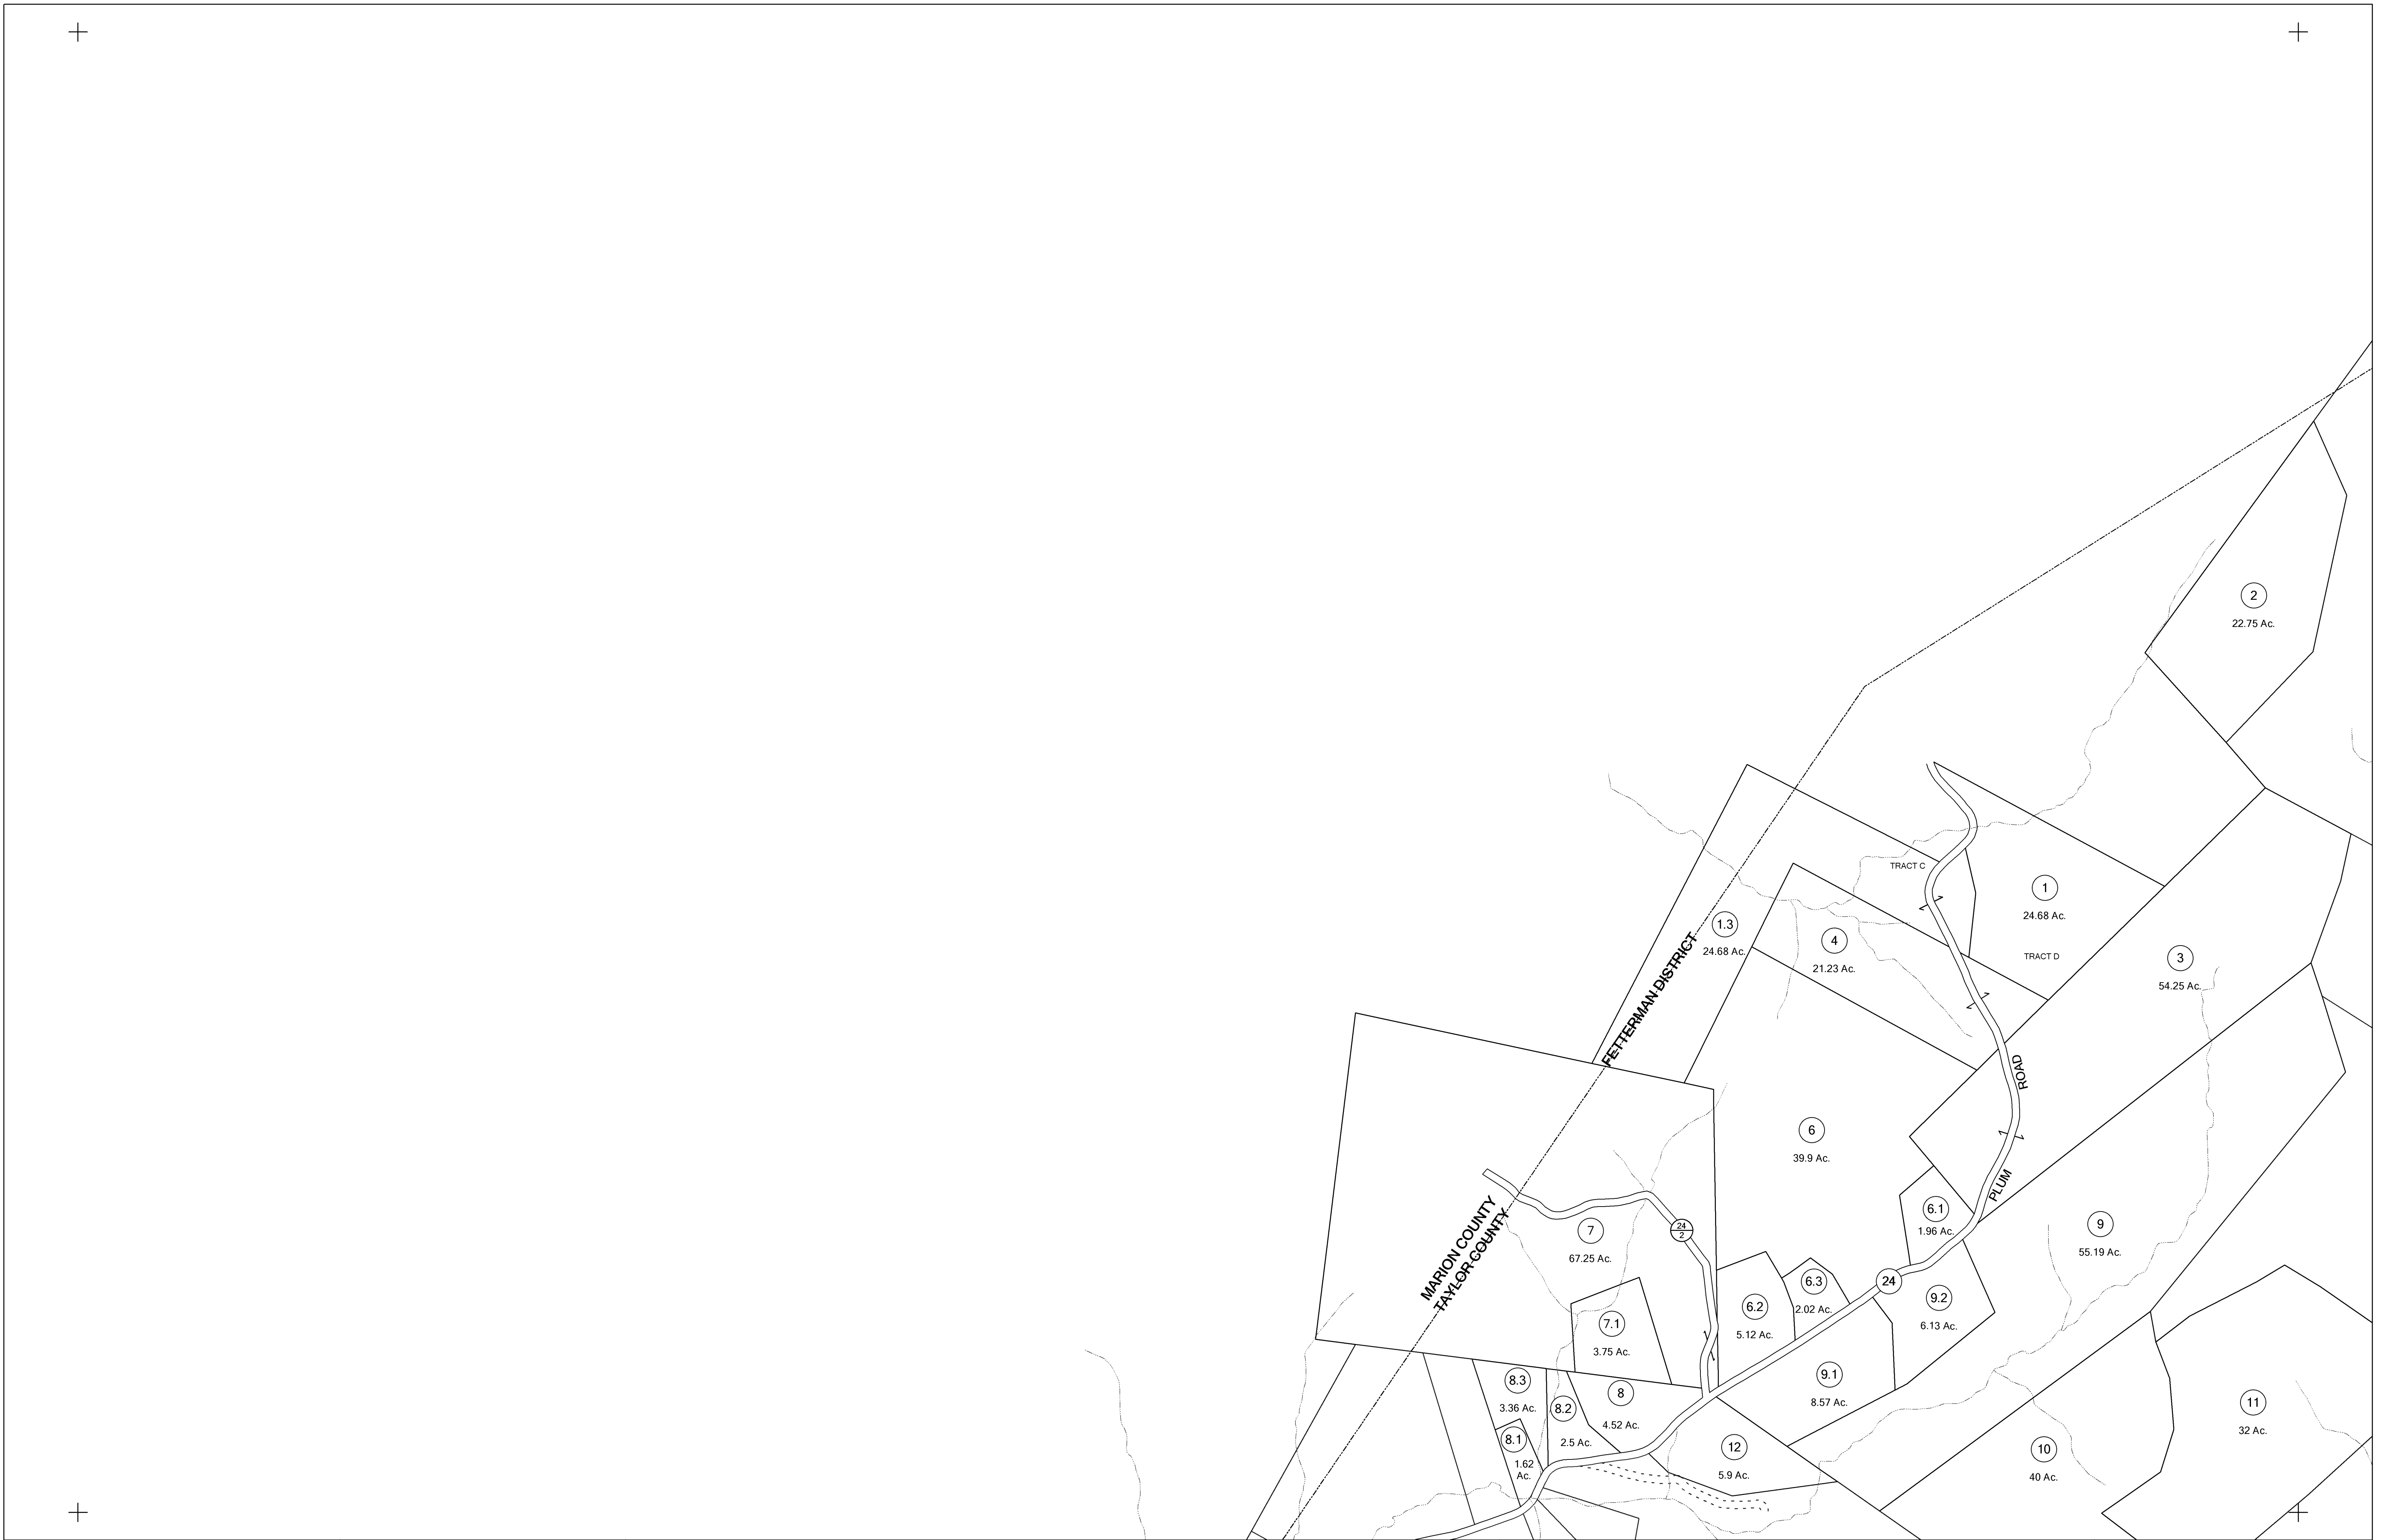 2
22.75 Ac.
TRACT C
1
24.68 Ac.
1.3
24.68 Ac.
4
21.23 Ac.
TRACT D
3
54.25 Ac.
FETTERMAN DISTRICT
ROAD
6
39.9 Ac.
PLUM
6.1
1.96 Ac.
9
55.19 Ac.
24
2
7
67.25 Ac.
MARION COUNTY
TAYLOR COUNTY
6.3
2.02 Ac.
24
6.2
5.12 Ac.
9.2
6.13 Ac.
7.1
3.75 Ac.
8.3
3.36 Ac.
8
4.52 Ac.
9.1
8.57 Ac.
8.2
2.5 Ac.
11
32 Ac.
8.1
1.62
Ac.
12
5.9 Ac.
10
40 Ac.